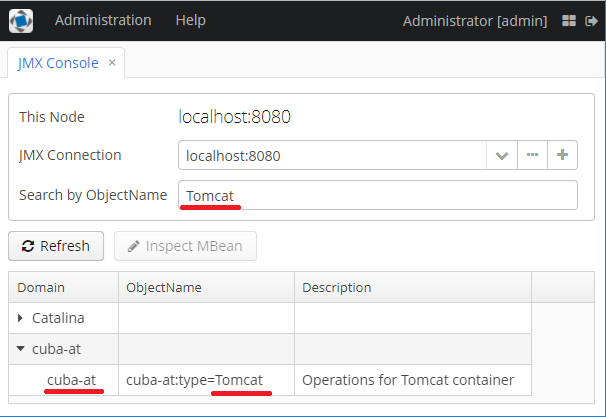 Administration Help Administrator [admin]
JMX Console ×
This Node localhost:8080
JMX Connection localhost:8080
Search by ObjectName Tomcat
Refresh Inspect MBean
Domain ObjectName Description
Catalina
cuba-at
cuba-at cuba-at:type=Tomcat Operations for Tomcat container